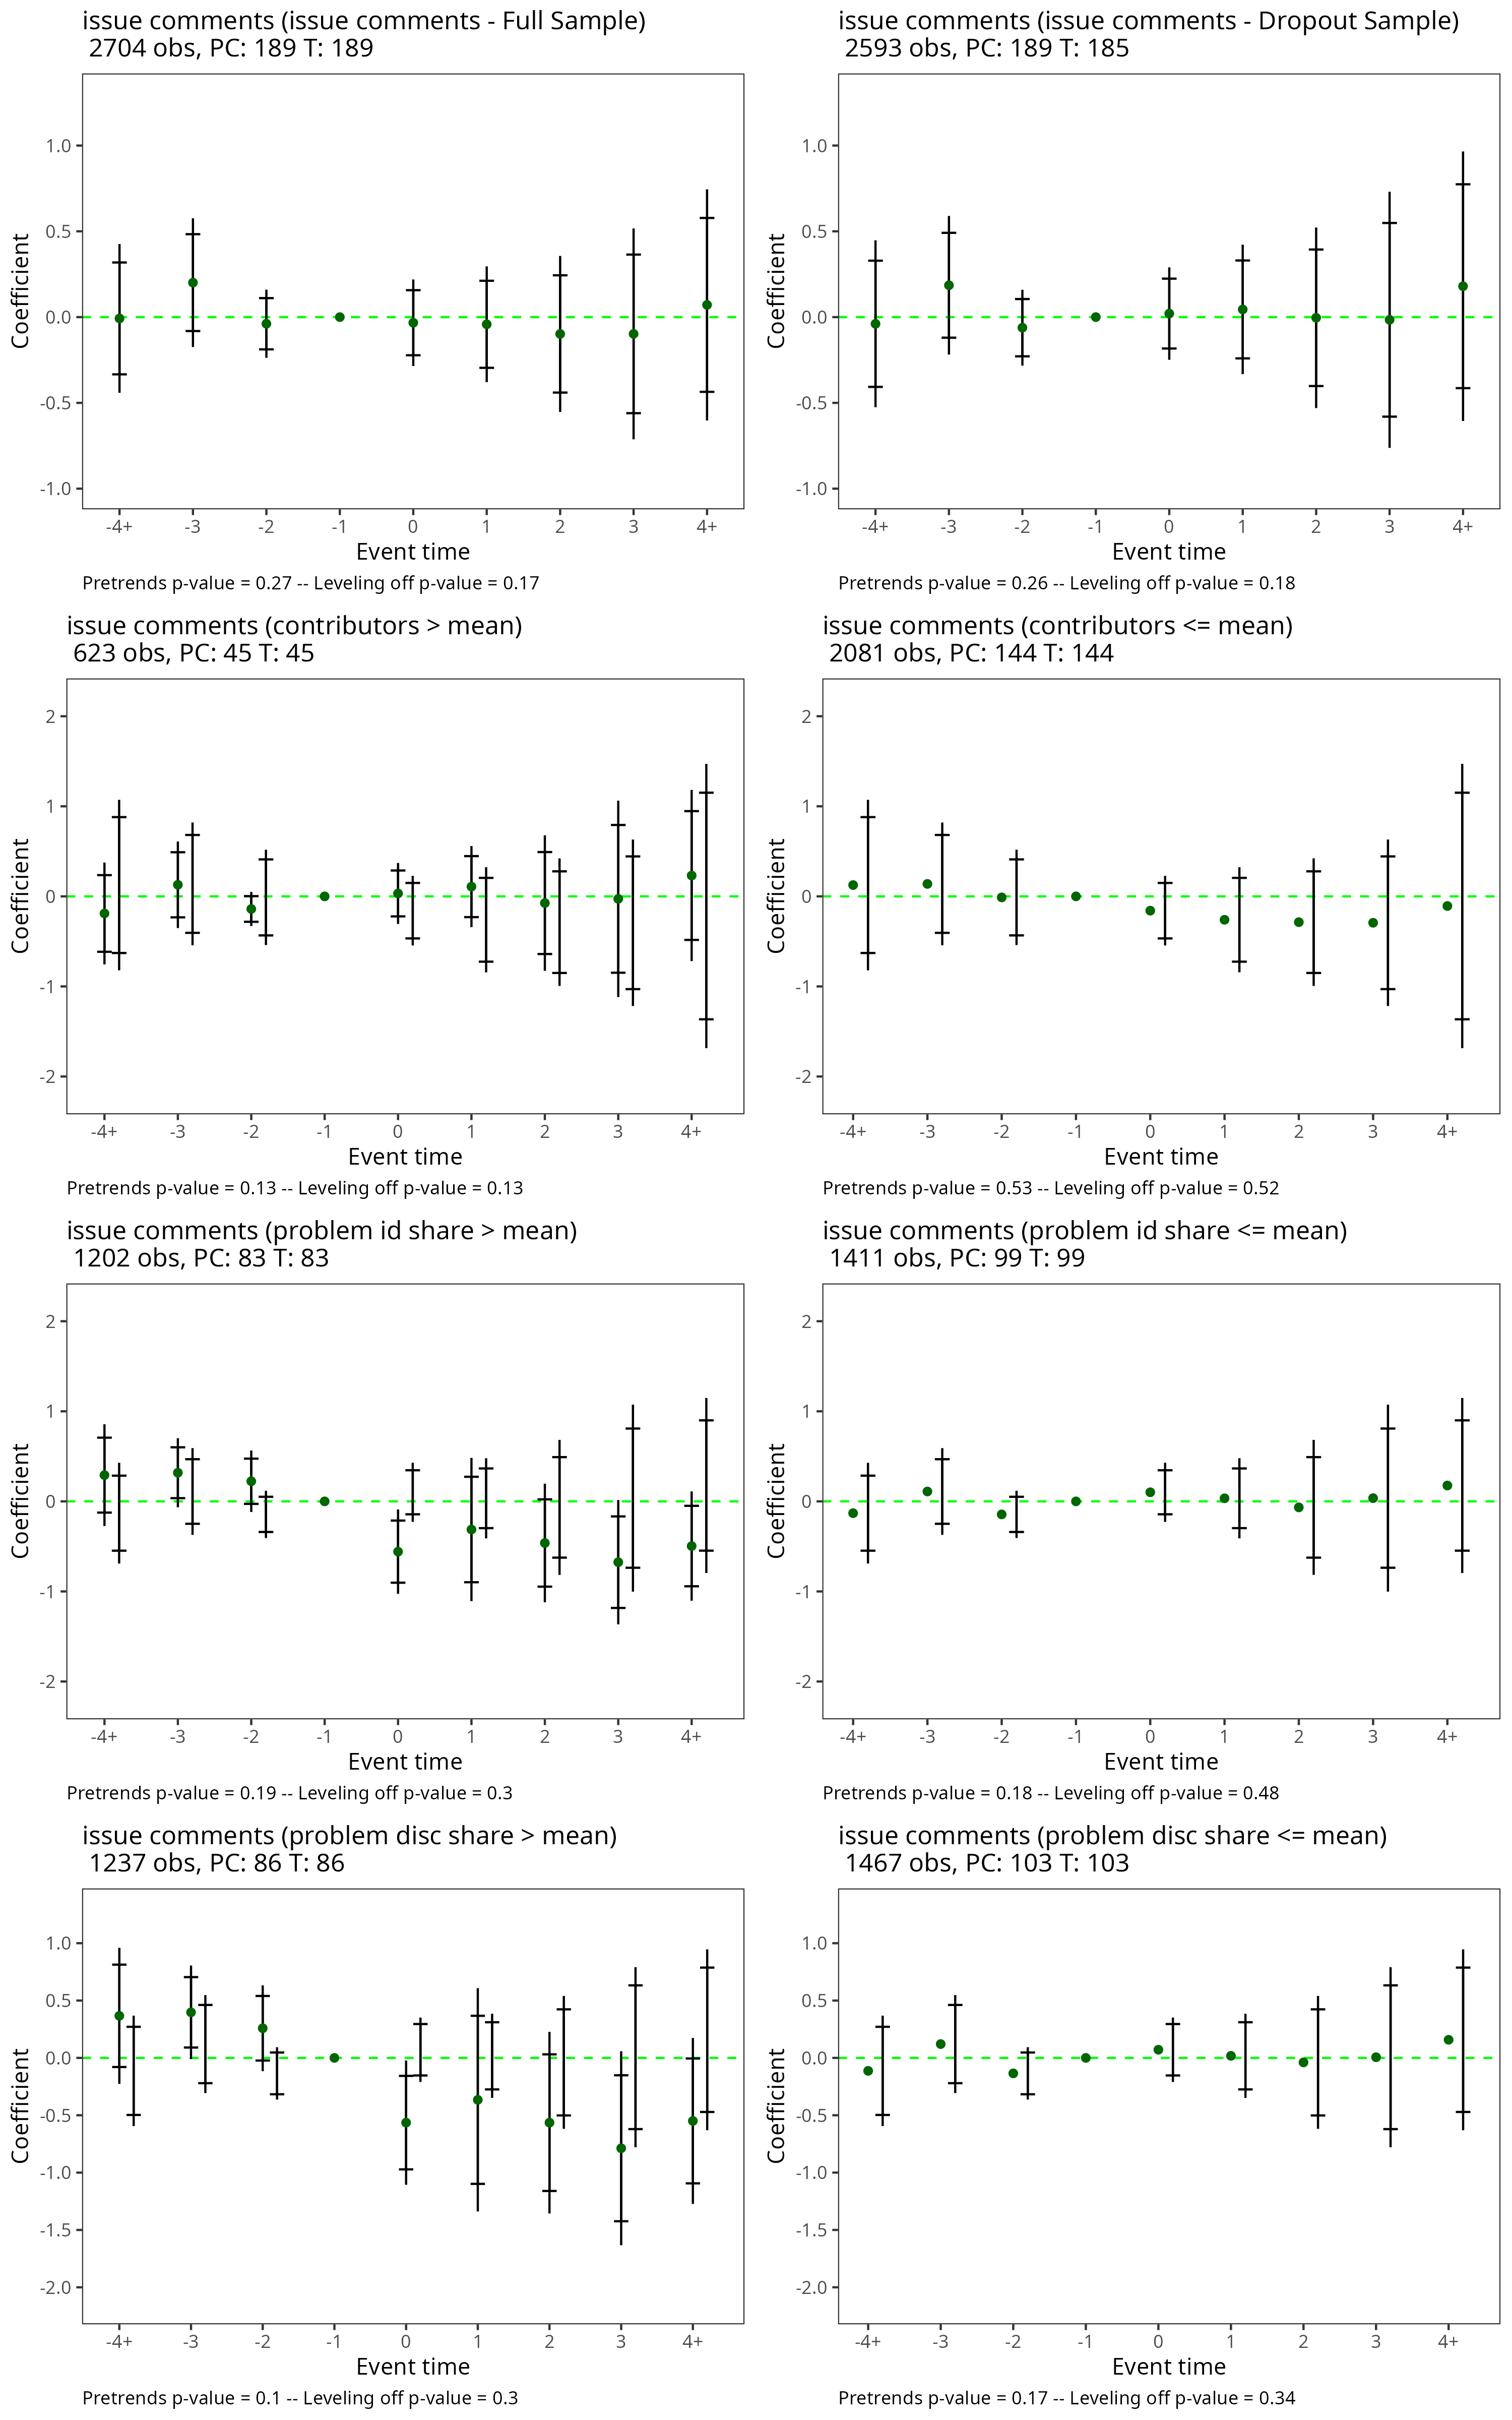 issue comments (issue comments - Full Sample)
2704 obs, PC: 189 T: 189
1.0
0.5
0.0
-0.5
-1.0
Coefficient
-4+ -3 -2 -1 0 1 2 3 4+
Event time
Pretrends p-value = 0.27 -- Leveling off p-value = 0.17
issue comments (issue comments - Dropout Sample)
2593 obs, PC: 189 T: 185
1.0
0.5
0.0
-0.5
-1.0
Coefficient
-4+ -3 -2 -1 0 1 2 3 4+
Event time
Pretrends p-value = 0.26 -- Leveling off p-value = 0.18
issue comments (contributors > mean)
623 obs, PC: 45 T: 45
2
1
0
-1
-2
Coefficient
-4+ -3 -2 -1 0 1 2 3 4+
Event time
Pretrends p-value = 0.13 -- Leveling off p-value = 0.13
issue comments (contributors <= mean)
2081 obs, PC: 144 T: 144
2
1
0
-1
-2
Coefficient
-4+ -3 -2 -1 0 1 2 3 4+
Event time
Pretrends p-value = 0.53 -- Leveling off p-value = 0.52
issue comments (problem id share > mean)
1202 obs, PC: 83 T: 83
2
1
0
-1
-2
Coefficient
-4+ -3 -2 -1 0 1 2 3 4+
Event time
Pretrends p-value = 0.19 -- Leveling off p-value = 0.3
issue comments (problem id share <= mean)
1411 obs, PC: 99 T: 99
2
1
0
-1
-2
Coefficient
-4+ -3 -2 -1 0 1 2 3 4+
Event time
Pretrends p-value = 0.18 -- Leveling off p-value = 0.48
issue comments (problem disc share > mean)
1237 obs, PC: 86 T: 86
1.0
0.5
0.0
-0.5
-1.0
-1.5
-2.0
Coefficient
-4+ -3 -2 -1 0 1 2 3 4+
Event time
Pretrends p-value = 0.1 -- Leveling off p-value = 0.3
issue comments (problem disc share <= mean)
1467 obs, PC: 103 T: 103
1.0
0.5
0.0
-0.5
-1.0
-1.5
-2.0
Coefficient
-4+ -3 -2 -1 0 1 2 3 4+
Event time
Pretrends p-value = 0.17 -- Leveling off p-value = 0.34